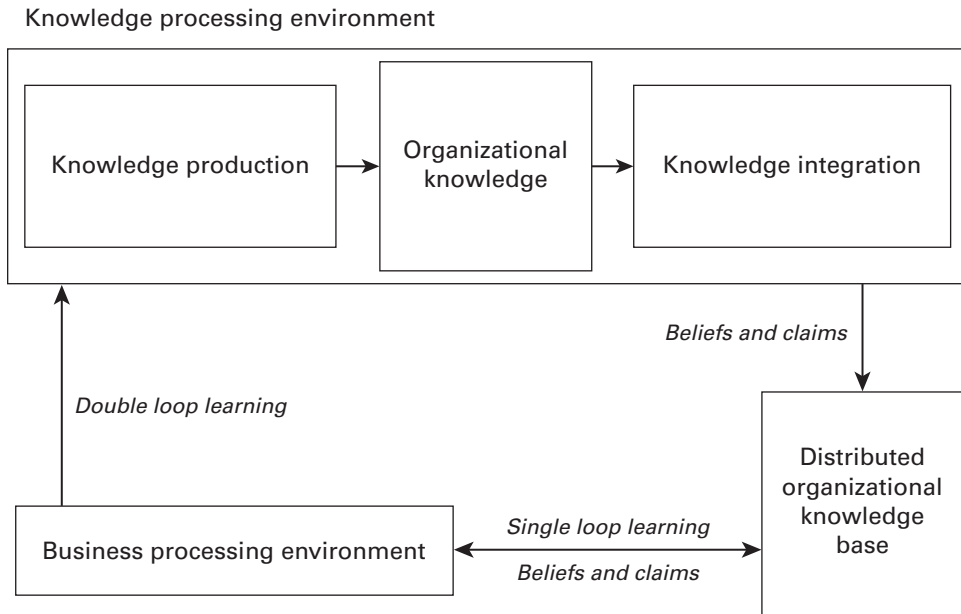 Knowledge processing environment
Knowledge production
Organizational
knowledge
Knowledge integration
Beliefs and claims
Double loop learning
Distributed
organizational
knowledge
base
Business processing environment
Single loop learning
Beliefs and claims